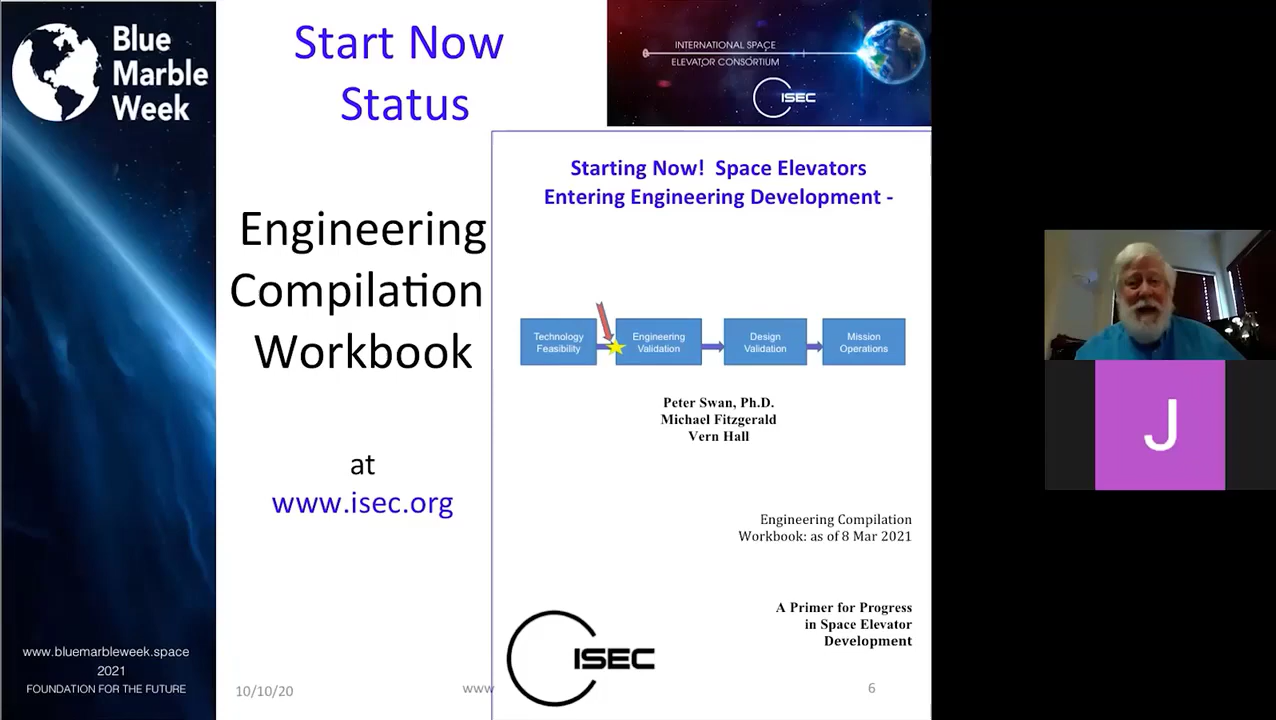 Blue
Marble
Week
Start Now
Status
INTERNATIONAL SPACE
ELEVATOR CONSORTIUM
ISEC
Engineering
Compilation
Workbook
at
www.isec.org
Starting Now! Space Elevators
Entering Engineering Development -
Technology
Feasibility
Engineering
Validation
Design
Validation
Mission
Operations
Peter Swan, Ph.D.
Michael Fitzgerald
Vern Hall
Engineering Compilation
Workbook: as of 8 Mar 2021
A Primer for Progress
in Space Elevator
Development
ISEC
www.bluemarbleweek.space
2021
FOUNDATION FOR THE FUTURE
10/10/20
www
6
J